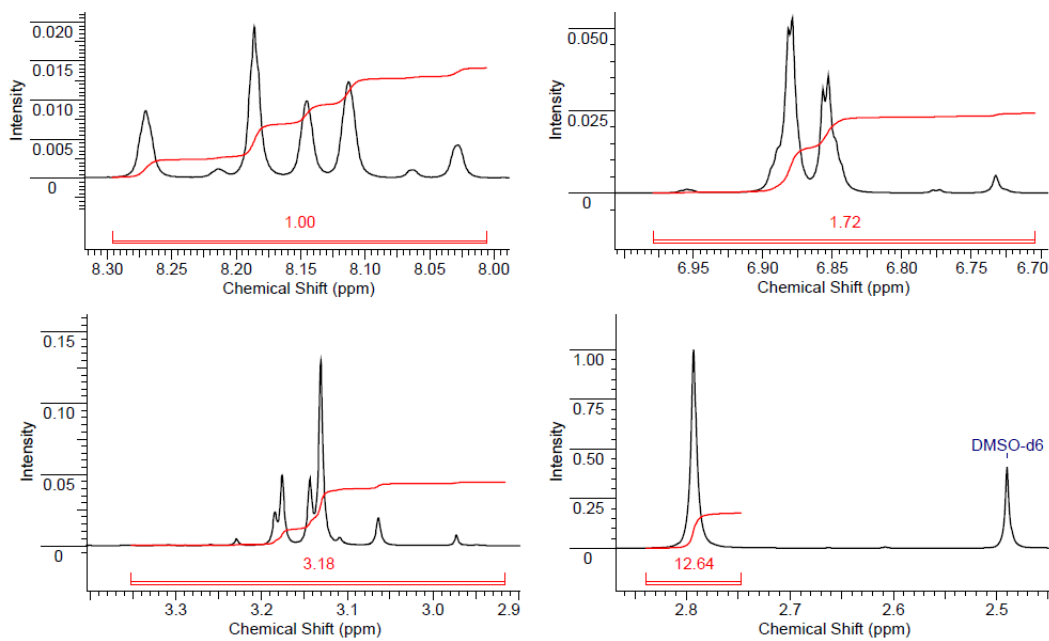 0.020
0.015
0.010
0.005
0
Intensity
1.00
8.30 8.25 8.20 8.15 8.10 8.05 8.00
Chemical Shift (ppm)
0.050
0.025
0
Intensity
1.72
6.95 6.90 6.85 6.80 6.75 6.70
Chemical Shift (ppm)
0.15
0.10
0.05
0
Intensity
3.18
3.3 3.2 3.1 3.0 2.9
Chemical Shift (ppm)
1.00
0.75
0.50
0.25
0
Intensity
DMSO-d6
12.64
2.8 2.7 2.6 2.5
Chemical Shift (ppm)